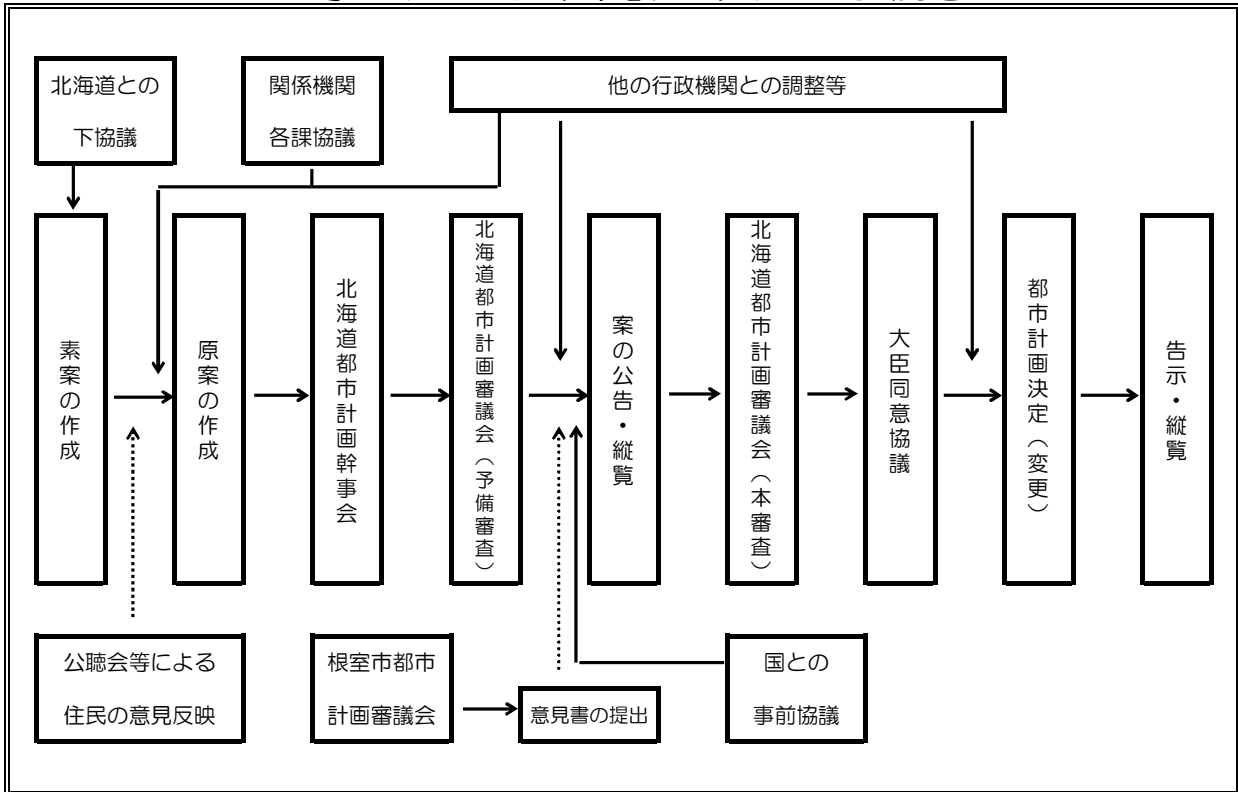 北海道との
下協議
関係機関
各課協議
他の行政機関との調整等
素案の作成
原案の作成
北海道都市計画幹事会
北海道都市計画審議会(予備審査)
案の公告・縦覧
北海道都市計画審議会(本審査)
大臣同意協議
都市計画決定(変更)
告示・縦覧
公聴会等による
住民の意見反映
根室市都市
計画審議会
意見書の提出
国との
事前協議